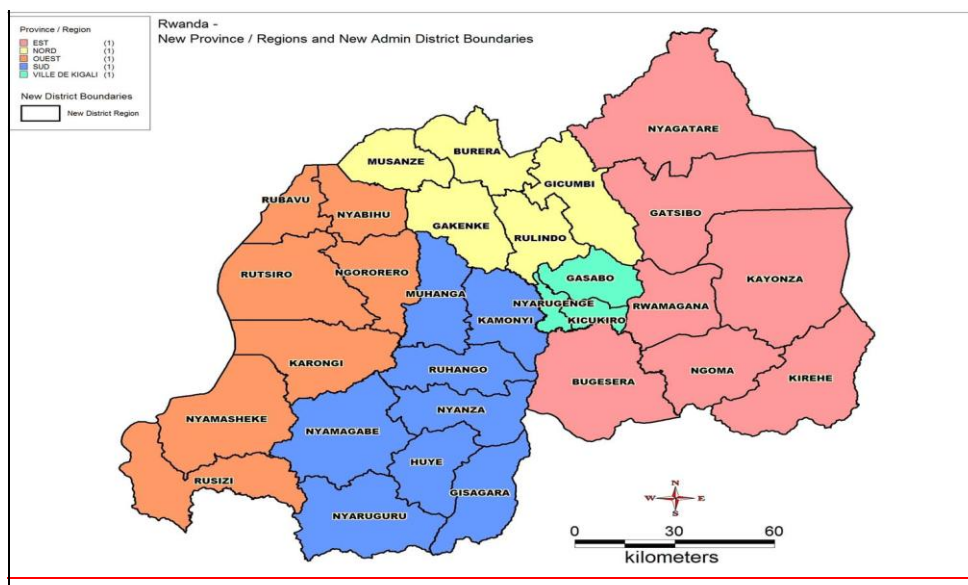 Rwanda -
New Province / Regions and New Admin District Boundaries
Province / Region
EST (1)
NORD (1)
OUEST (1)
SUD (1)
VILLE DE KIGALI (1)
New District Boundaries
New District Region
NYAGATARE
BURERA
MUSANZE
GICUMBI
RUBAVU
NYABIHU
GATSIBO
GAKENKE
RULINDO
RUTSIRO
NGORORERO
GASABO
KAYONZA
MUHANGA
NYARUGENGE
RWAMAGANA
KAMONYI
KICUKIRO
KARONGI
RUHANGO
BUGESERA
NGOMA
KIREHE
NYAMASHEKE
NYANZA
NYAMAGABE
HUYE
RUSIZI
GISAGARA
NYARUGURU
N
W E
S
0 30 60
kilometers